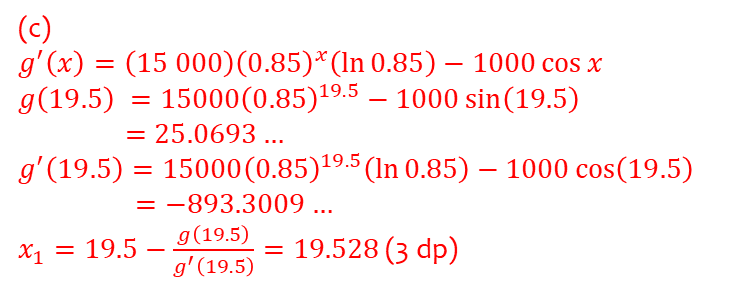 (c)
g′(x) = (15 000)(0.85)ˣ(ln 0.85) − 1000 cos x
g(19.5) = 15000(0.85)¹⁹·⁵ − 1000 sin(19.5)
= 25.0693 …
g′(19.5) = 15000(0.85)¹⁹·⁵(ln 0.85) − 1000 cos(19.5)
= −893.3009 …
x₁ = 19.5 − g(19.5)/g′(19.5) = 19.528 (3 dp)